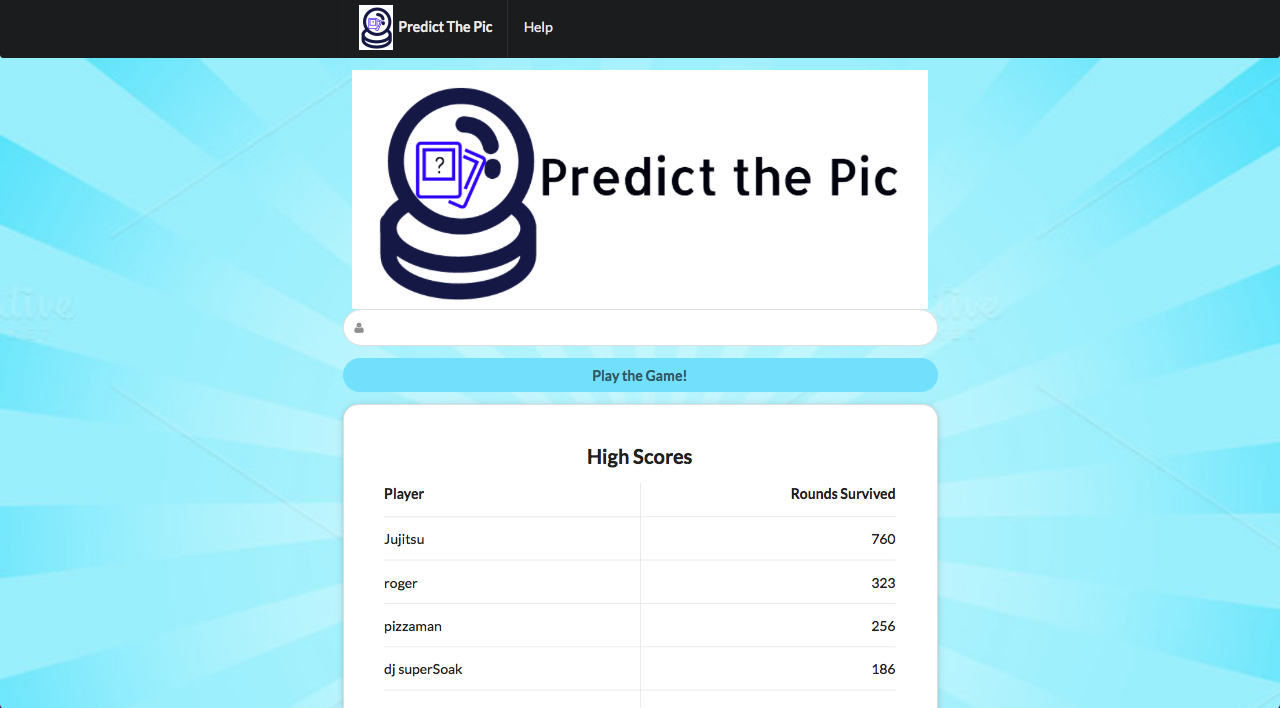 Predict The Pic
Help
?
Predict the Pic
Play the Game!
High Scores
Player Rounds Survived
Jujitsu 760
roger 323
pizzaman 256
dj superSoak 186